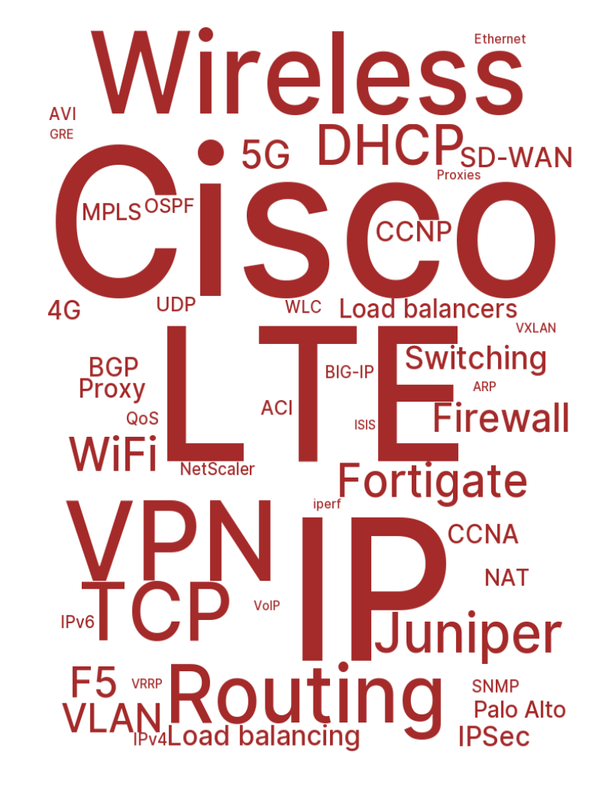 Ethernet
Wireless
AVI
GRE
5G
DHCP
SD-WAN
Proxies
Cisco
MPLS
OSPF
CCNP
4G
UDP
WLC
Load balancers
VXLAN
LTE
BGP
BIG-IP
Switching
Proxy
ARP
ACI
QoS
ISIS
Firewall
WiFi
NetScaler
Fortigate
iperf
VPN
IP
CCNA
NAT
TCP
VoIP
IPv6
Juniper
F5
VRRP
Routing
SNMP
VLAN
Palo Alto
IPv4
Load balancing
IPSec